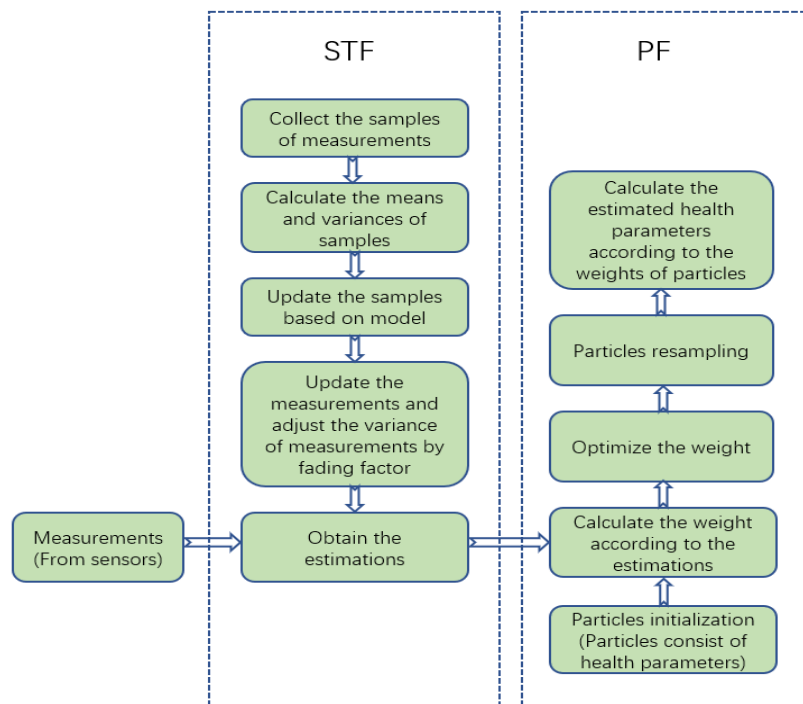 STF
Collect the samples
of measurements
Calculate the means
and variances of
samples
Update the samples
based on model
Update the
measurements and
adjust the variance
of measurements by
fading factor
Measurements
(From sensors)
Obtain the
estimations
PF
Calculate the
estimated health
parameters
according to the
weights of particles
Particles resampling
Optimize the weight
Calculate the weight
according to the
estimations
Particles initialization
(Particles consist of
health parameters)